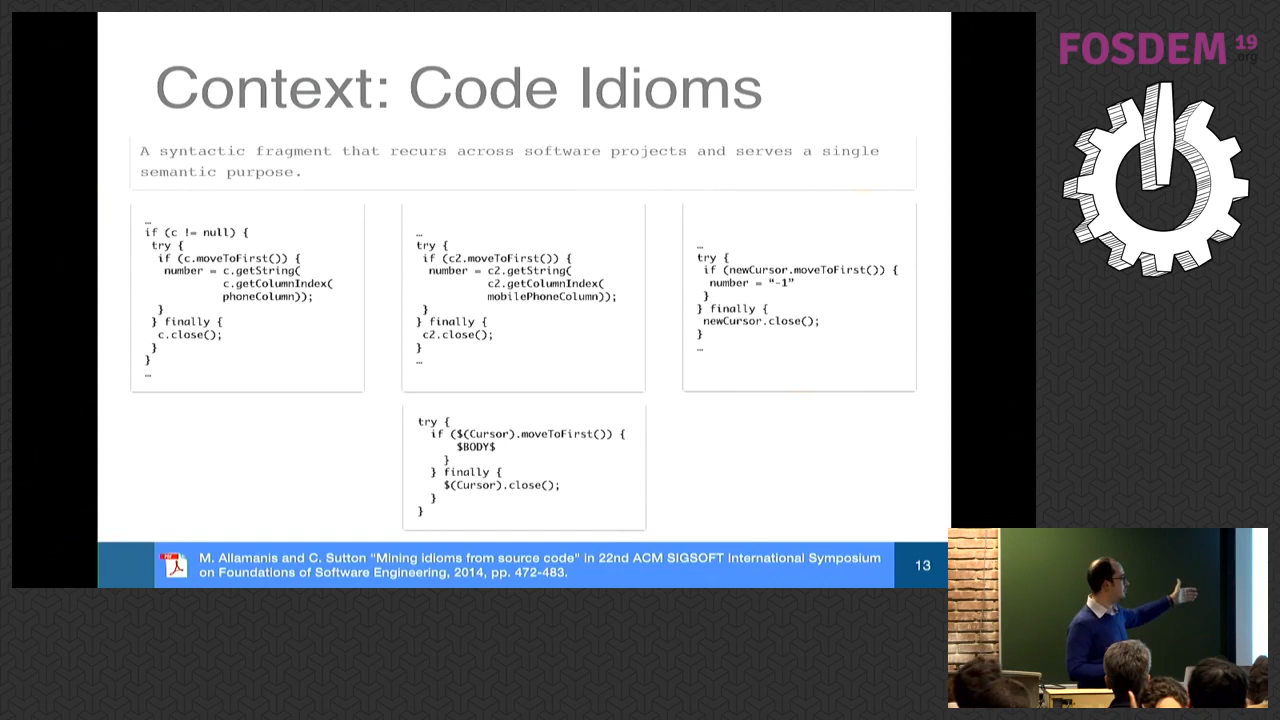 FOSDEM 19
.org
Context: Code Idioms
A syntactic fragment that recurs across software projects and serves a single
semantic purpose.
…
if (c != null) {
try {
if (c.moveToFirst()) {
number = c.getString(
c.getColumnIndex(
phoneColumn));
}
} finally {
c.close();
}
}
…
…
try {
if (c2.moveToFirst()) {
number = c2.getString(
c2.getColumnIndex(
mobilePhoneColumn));
}
} finally {
c2.close();
}
…
…
try {
if (newCursor.moveToFirst()) {
number = “-1”
}
} finally {
newCursor.close();
}
…
try {
if ($(Cursor).moveToFirst()) {
$BODY$
}
} finally {
$(Cursor).close();
}
}
PDF
M. Allamanis and C. Sutton "Mining idioms from source code" in 22nd ACM SIGSOFT International Symposium
on Foundations of Software Engineering, 2014, pp. 472-483.
13